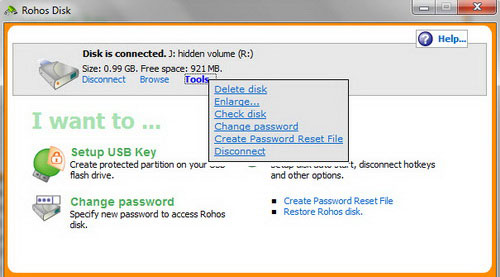 Rohos Disk
Help...
Disk is connected. J: hidden volume (R:)
Size: 0.99 GB. Free space: 921 MB.
Disconnect Browse Tools
Delete disk
Enlarge...
Check disk
Change password
Create Password Reset File
Disconnect
I want to ...
Setup USB Key
Create protected partition on your USB flash drive.
Setup disk auto start, disconnect hotkeys and other options.
Change password
Specify new password to access Rohos disk.
Create Password Reset File
Restore Rohos disk.